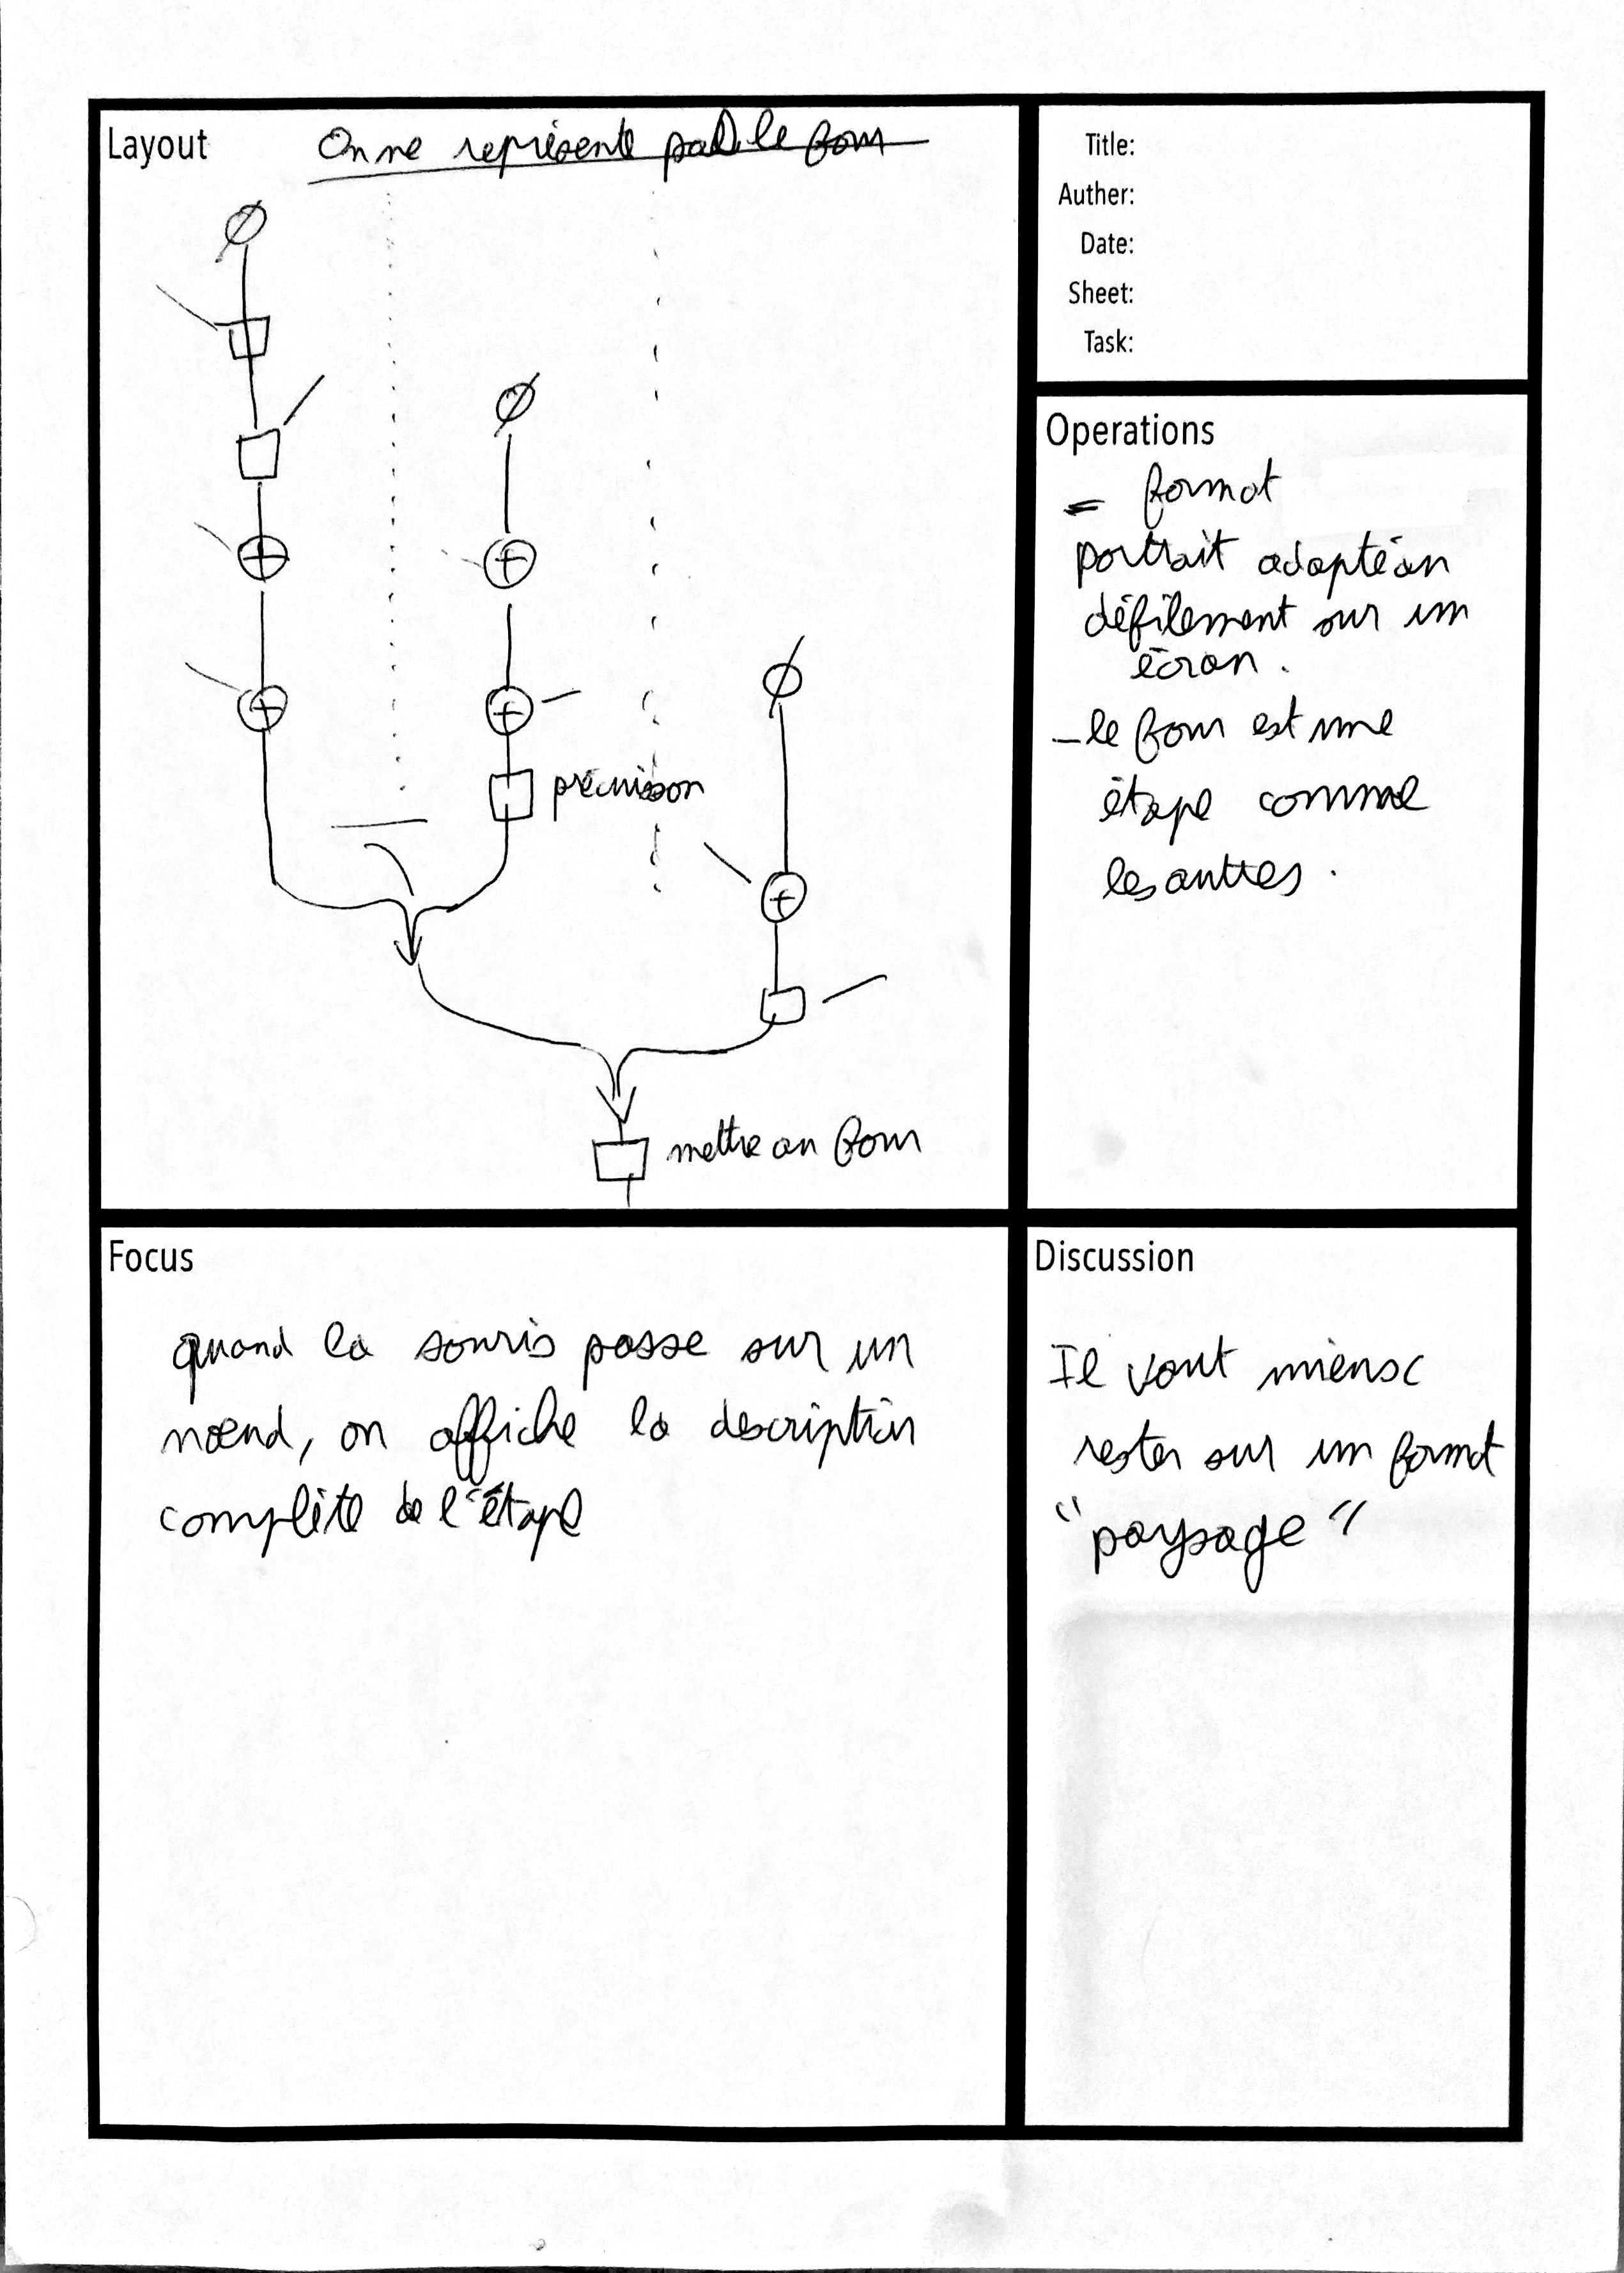 Layout
On ne représente pas le four
précuisson
mettre au four
Title:
Auther:
Date:
Sheet:
Task:
Operations
- format
portrait adapté au
défilement sur un
écran.
- le four est une
étape comme
les autres.
Focus
quand la souris passe sur un
nœud, on affiche la description
complète de l'étape
Discussion
Il vaut mieux
rester sur un format
"paysage"